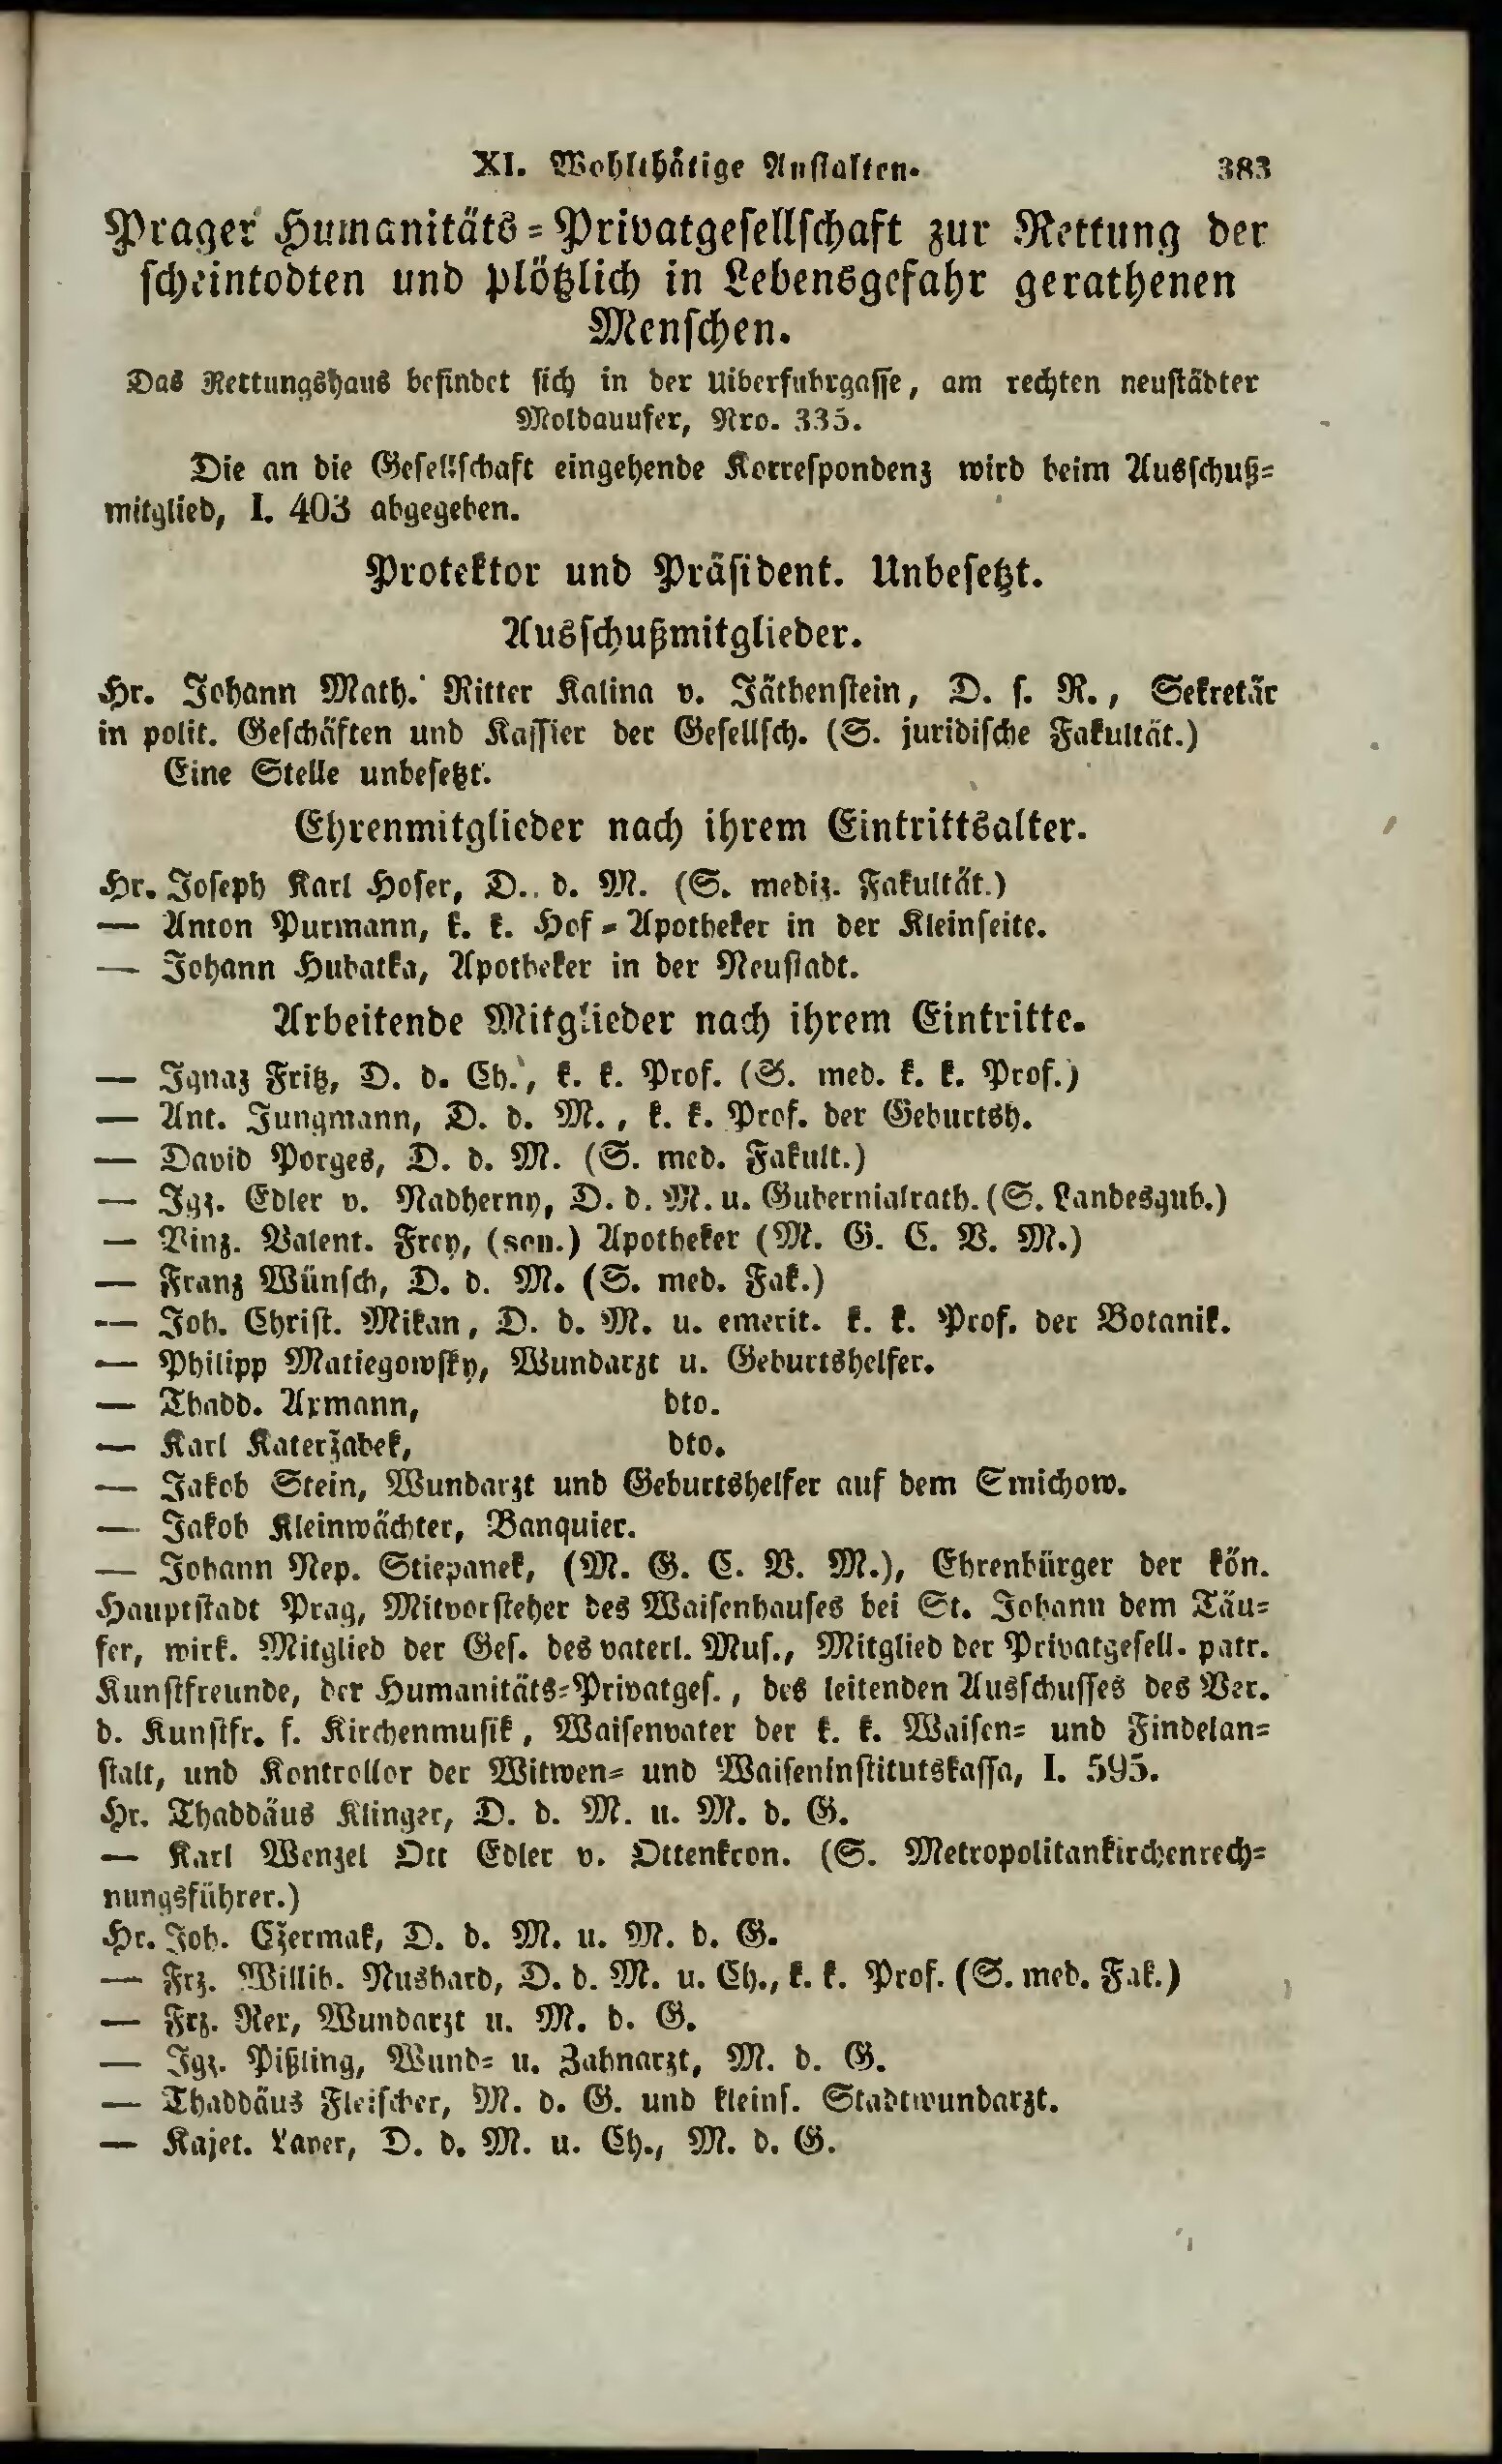 XI. Wohlthätige Anstalten. 383
Prager Humanitäts=Privatgesellschaft zur Rettung der
scheintodten und plötzlich in Lebensgefahr gerathenen
Menschen.
Das Rettungshaus befindet sich in der Uiberfuhrgasse, am rechten neustädter
Moldauufer, Nro. 335.
Die an die Gesellschaft eingehende Korrespondenz wird beim Ausschuß=
mitglied, I. 403 abgegeben.
Protektor und Präsident. Unbesetzt.
Ausschußmitglieder.
Hr. Johann Math. Ritter Kalina v. Jäthenstein, D. s. R., Sekretär
in polit. Geschäften und Kassier der Gesellsch. (S. juridische Fakultät.)
Eine Stelle unbesetzt.
Ehrenmitglieder nach ihrem Eintrittsalter.
Hr. Joseph Karl Hofer, D. d. M. (S. mediz. Fakultät.)
— Anton Purmann, k. k. Hof=Apotheker in der Kleinseite.
— Johann Hubatka, Apotheker in der Neustadt.
Arbeitende Mitglieder nach ihrem Eintritte.
— Ignaz Fritz, D. d. Ch., k. k. Prof. (S. med. k. k. Prof.)
— Ant. Jungmann, D. d. M., k. k. Prof. der Geburtsh.
— David Porges, D. d. M. (S. med. Fakult.)
— Igz. Edler v. Nadherny, D. d. M. u. Gubernialrath. (S. Landesgub.)
— Vinz. Valent. Frey, (sen.) Apotheker (M. G. C. V. M.)
— Franz Wünsch, D. d. M. (S. med. Fak.)
— Joh. Christ. Mikan, D. d. M. u. emerit. k. k. Prof. der Botanik.
— Philipp Matiegowsky, Wundarzt u. Geburtshelfer.
— Thadd. Axmann, dto.
— Karl Kateržabek, dto.
— Jakob Stein, Wundarzt und Geburtshelfer auf dem Smichow.
— Jakob Kleinwächter, Banquier.
— Johann Nep. Stiepanek, (M. G. C. V. M.), Ehrenbürger der kön.
Hauptstadt Prag, Mitvorsteher des Waisenhauses bei St. Johann dem Täu=
fer, wirk. Mitglied der Ges. des vaterl. Mus., Mitglied der Privatgesell. patr.
Kunstfreunde, der Humanitäts=Privatges., des leitenden Ausschusses des Ver.
d. Kunstfr. f. Kirchenmusik, Waisenvater der k. k. Waisen= und Findelan=
stalt, und Kontrollor der Witwen= und Waiseninstitutskassa, I. 595.
Hr. Thaddäus Klinger, D. d. M. u. M. d. G.
— Karl Wenzel Ott Edler v. Ottenkron. (S. Metropolitankirchenrech=
nungsführer.)
Hr. Joh. Cžermak, D. d. M. u. M. d. G.
— Frz. Willib. Nushard, D. d. M. u. Ch., k. k. Prof. (S. med. Fak.)
— Frz. Wundarzt u. M. d. G.
— Igz. Pißling, Wund= u. Zahnarzt, M. d. G.
— Thaddäus Fleischer, M. d. G. und kleins. Stadtwundarzt.
— Kajet. D. d. M. u. Ch., M. d. G.